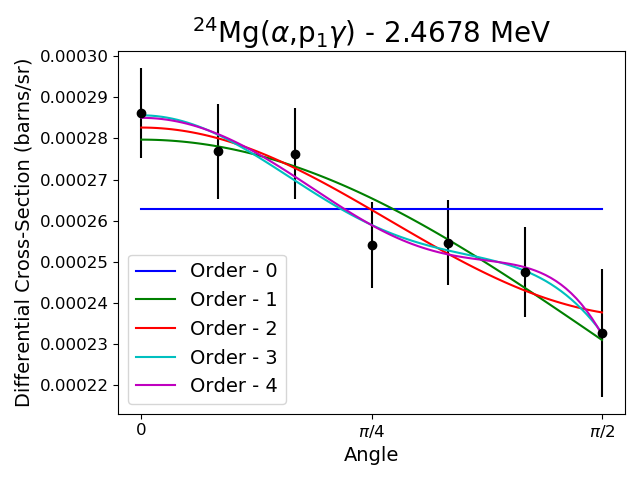 ²⁴Mg(α,p₁γ) - 2.4678 MeV
Differential Cross-Section (barns/sr)
0.00030
0.00029
0.00028
0.00027
0.00026
0.00025
0.00024
0.00023
0.00022
Order - 0
Order - 1
Order - 2
Order - 3
Order - 4
0 π/4 π/2
Angle